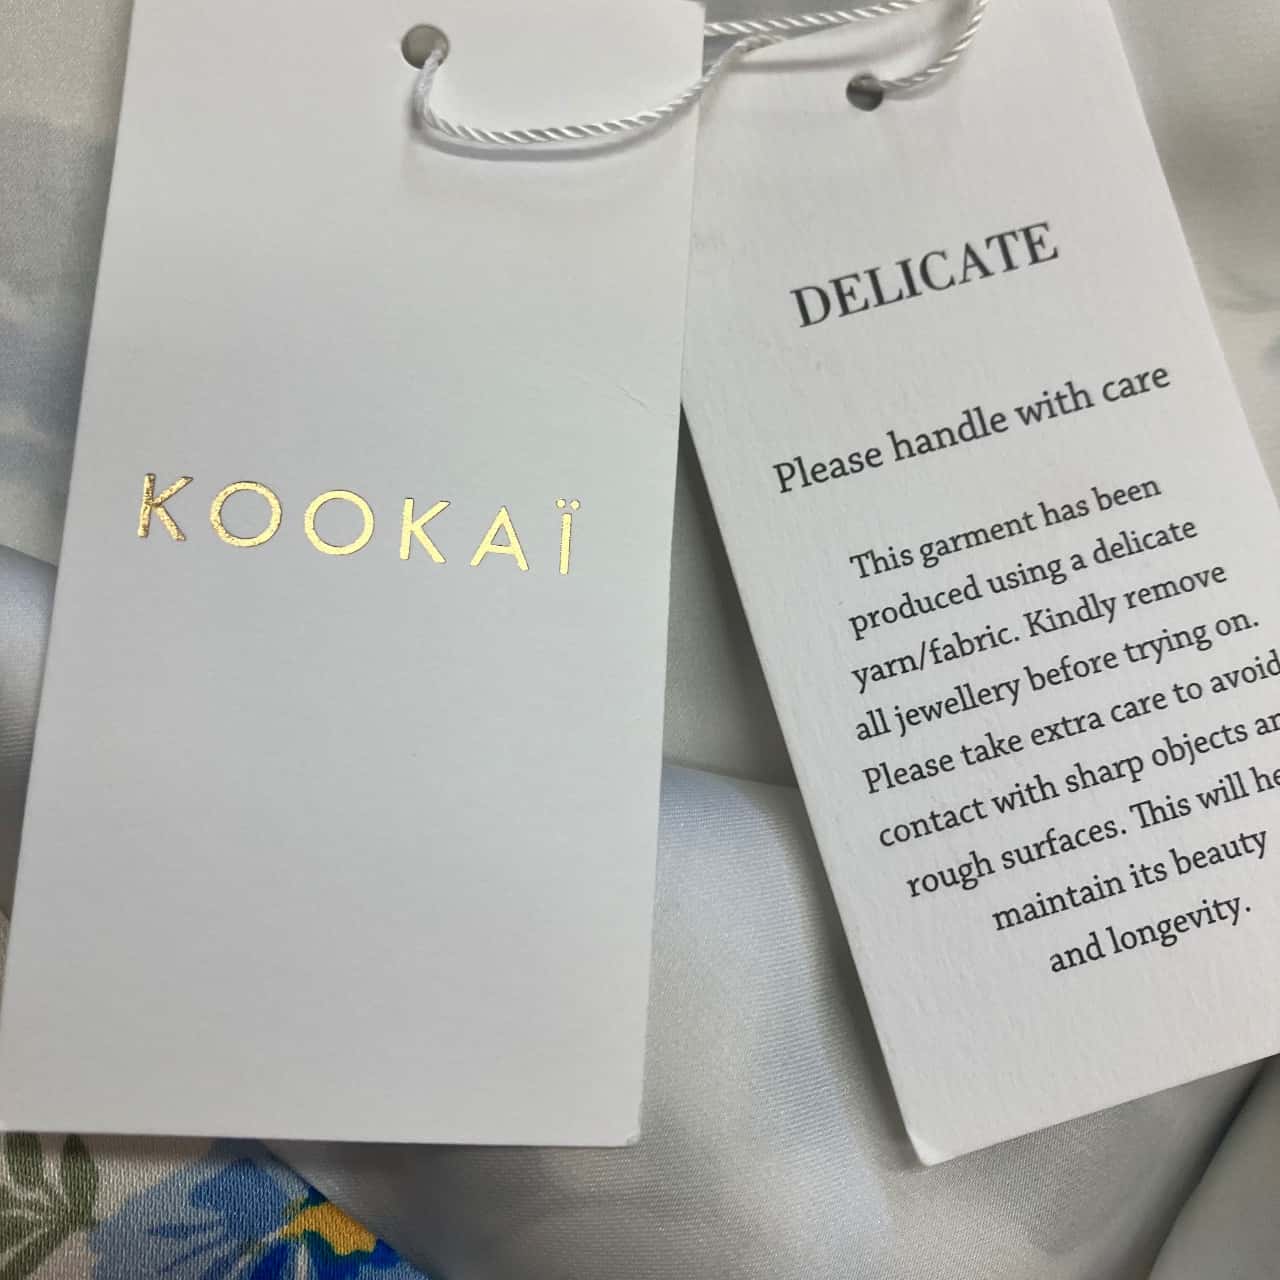 KOOKAÏ
DELICATE
Please handle with care
This garment has been
produced using a delicate
yarn/fabric. Kindly remove
all jewellery before trying on.
Please take extra care to avoid
contact with sharp objects
rough surfaces. This will
maintain its beauty
and longevity.